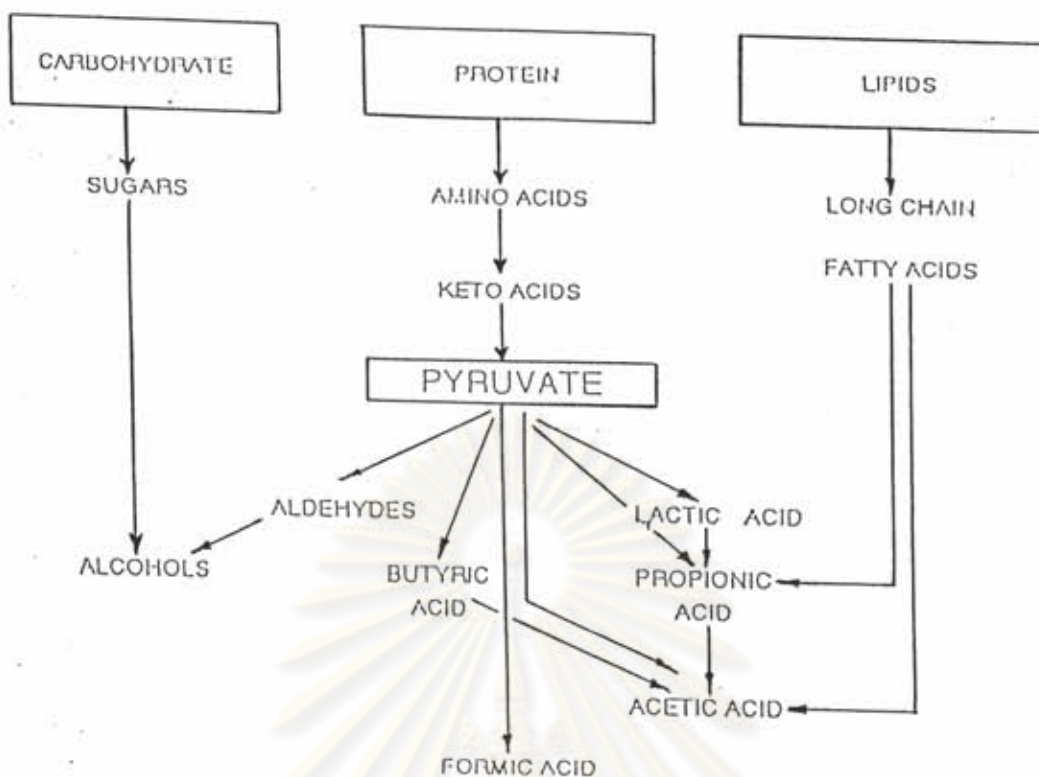 CARBOHYDRATE
PROTEIN
LIPIDS
SUGARS
AMINO ACIDS
LONG CHAIN
FATTY ACIDS
KETO ACIDS
PYRUVATE
ALDEHYDES
LACTIC ACID
ALCOHOLS
BUTYRIC
ACID
PROPIONIC
ACID
ACETIC ACID
FORMIC ACID